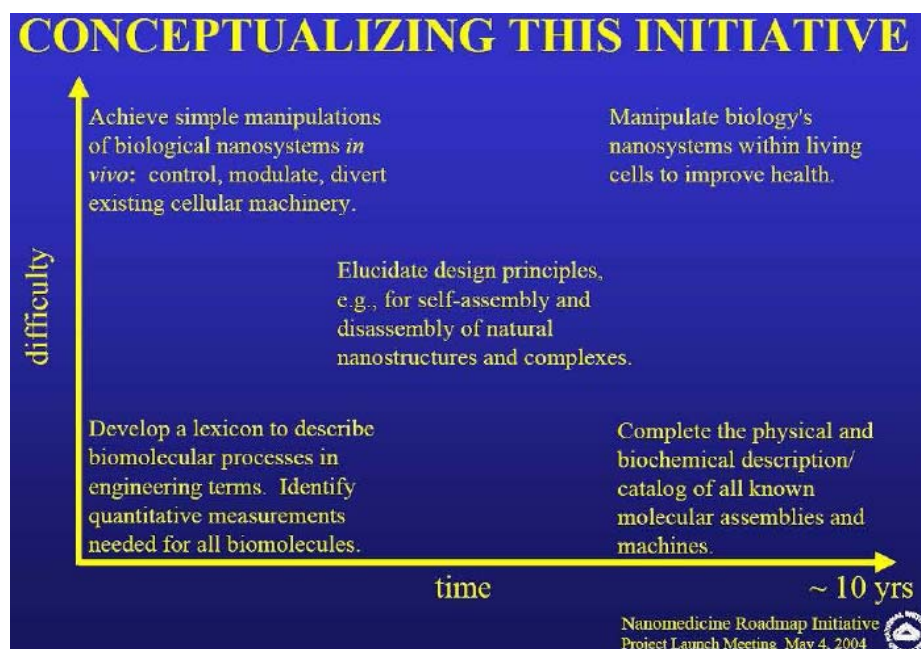 CONCEPTUALIZING THIS INITIATIVE
Achieve simple manipulations
of biological nanosystems in
vivo: control, modulate, divert
existing cellular machinery.
Manipulate biology's
nanosystems within living
cells to improve health.
difficulty
Elucidate design principles,
e.g., for self-assembly and
disassembly of natural
nanostructures and complexes.
Develop a lexicon to describe
biomolecular processes in
engineering terms. Identify
quantitative measurements
needed for all biomolecules.
Complete the physical and
biochemical description/
catalog of all known
molecular assemblies and
machines.
time
~ 10 yrs
Nanomedicine Roadmap Initiative
Project Launch Meeting May 4, 2004